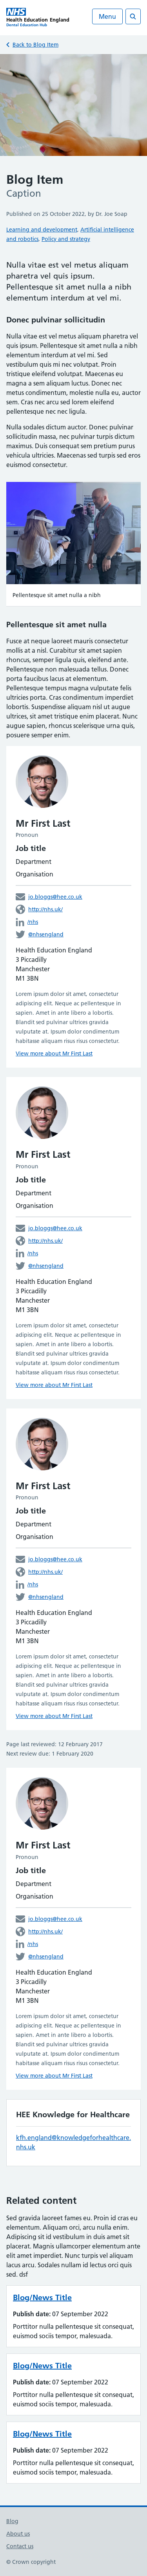 NHS
Health Education England
Dental Education Hub
Menu
Back to Blog Item
Blog Item
Caption
Published on 25 October 2022, by Dr. Joe Soap
Learning and development, Artificial intelligence
and robotics, Policy and strategy
Nulla vitae est vel metus aliquam
pharetra vel quis ipsum.
Pellentesque sit amet nulla a nibh
elementum interdum at vel mi.
Donec pulvinar sollicitudin
Nulla vitae est vel metus aliquam pharetra vel
quis ipsum. Pellentesque sit amet nulla a nibh
elementum interdum at vel mi. Sed
vestibulum quis nisl ut volutpat. Proin
tristique eleifend volutpat. Maecenas eu
magna a sem luctus lacinia ut at leo. Donec
metus condimentum, molestie nulla eu, auctor
sem. Cras nec arcu sed lorem eleifend
pellentesque nec nec ligula.
Nulla sodales dictum auctor. Donec pulvinar
sollicitudin massa, nec pulvinar turpis dictum
maximus. Duis consequat sem pretium purus
vehicula ultricies. Maecenas sed turpis sed eros
euismod consectetur.
Pellentesque sit amet nulla a nibh
Pellentesque sit amet nulla
Fusce at neque laoreet mauris consectetur
mollis at a nisl. Curabitur sit amet sapien
rhoncus, semper ligula quis, eleifend ante.
Pellentesque non malesuada tellus. Donec
porta erat eu bibendum elementum.
Pellentesque tempus magna vulputate felis
ultricies porta. Cras condimentum imperdiet
lobortis. Suspendisse aliquam nisl ut augue
ultrices, sit amet tristique enim placerat. Nunc
augue sapien, rhoncus scelerisque urna quis,
posuere semper enim.
Mr First Last
Pronoun
Job title
Department
Organisation
jo.bloggs@hee.co.uk
http://nhs.uk/
/nhs
@nhsengland
Health Education England
3 Piccadilly
Manchester
M1 3BN
Lorem ipsum dolor sit amet, consectetur
adipiscing elit. Neque ac pellentesque in
sapien. Amet in ante libero a lobortis.
Blandit sed pulvinar ultrices gravida
vulputate at. Ipsum dolor condimentum
habitasse aliquam risus risus consectetur.
View more about Mr First Last
Mr First Last
Pronoun
Job title
Department
Organisation
jo.bloggs@hee.co.uk
http://nhs.uk/
/nhs
@nhsengland
Health Education England
3 Piccadilly
Manchester
M1 3BN
Lorem ipsum dolor sit amet, consectetur
adipiscing elit. Neque ac pellentesque in
sapien. Amet in ante libero a lobortis.
Blandit sed pulvinar ultrices gravida
vulputate at. Ipsum dolor condimentum
habitasse aliquam risus risus consectetur.
View more about Mr First Last
Mr First Last
Pronoun
Job title
Department
Organisation
jo.bloggs@hee.co.uk
http://nhs.uk/
/nhs
@nhsengland
Health Education England
3 Piccadilly
Manchester
M1 3BN
Lorem ipsum dolor sit amet, consectetur
adipiscing elit. Neque ac pellentesque in
sapien. Amet in ante libero a lobortis.
Blandit sed pulvinar ultrices gravida
vulputate at. Ipsum dolor condimentum
habitasse aliquam risus risus consectetur.
View more about Mr First Last
Page last reviewed: 12 February 2017
Next review due: 1 February 2020
Mr First Last
Pronoun
Job title
Department
Organisation
jo.bloggs@hee.co.uk
http://nhs.uk/
/nhs
@nhsengland
Health Education England
3 Piccadilly
Manchester
M1 3BN
Lorem ipsum dolor sit amet, consectetur
adipiscing elit. Neque ac pellentesque in
sapien. Amet in ante libero a lobortis.
Blandit sed pulvinar ultrices gravida
vulputate at. Ipsum dolor condimentum
habitasse aliquam risus risus consectetur.
View more about Mr First Last
HEE Knowledge for Healthcare
kfh.england@knowledgeforhealthcare.
nhs.uk
Related content
Sed gravida laoreet fames us eu. Proin id cras eu
elementum. Aliquam orci, arcu nulla enim.
Adipiscing id sit id vestibulum in duis erat a
magnis. Magnis ullamcorper elementum mauris ante et
elit amet imperdiet. Nunc turpis vel aliquam
lacus arcu. Sodales nullam id lectus orci quis
est. dsf
Blog/News Title
Publish date: 07 September 2022
Porttitor nulla pellentesque sit consequat,
euismod sociis tempor, malesuada.
Blog/News Title
Publish date: 07 September 2022
Porttitor nulla pellentesque sit consequat,
euismod sociis tempor, malesuada.
Blog/News Title
Publish date: 07 September 2022
Porttitor nulla pellentesque sit consequat,
euismod sociis tempor, malesuada.
Blog
About us
Contact us
© Crown copyright